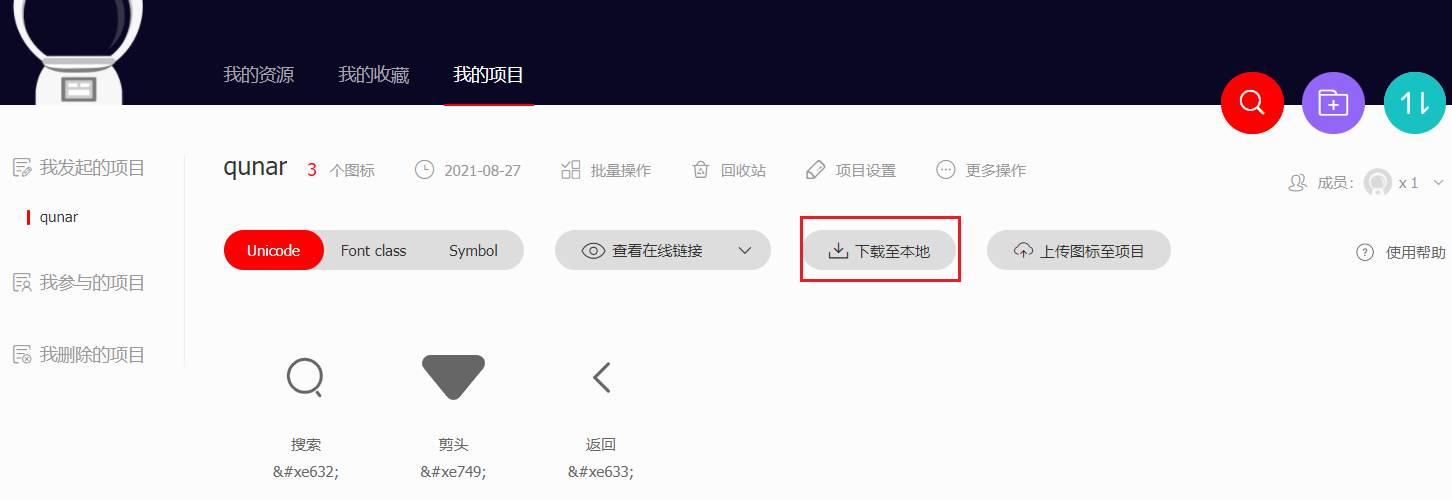 我的资源 我的收藏 我的项目
我发起的项目
qunar
我参与的项目
我删除的项目
qunar 3 个图标 2021-08-27 批量操作 回收站 项目设置 更多操作
成员: x 1
Unicode Font class Symbol 查看在线链接 下载至本地 上传图标至项目 使用帮助
搜索 剪头 返回
&#xe632; &#xe749; &#xe633;